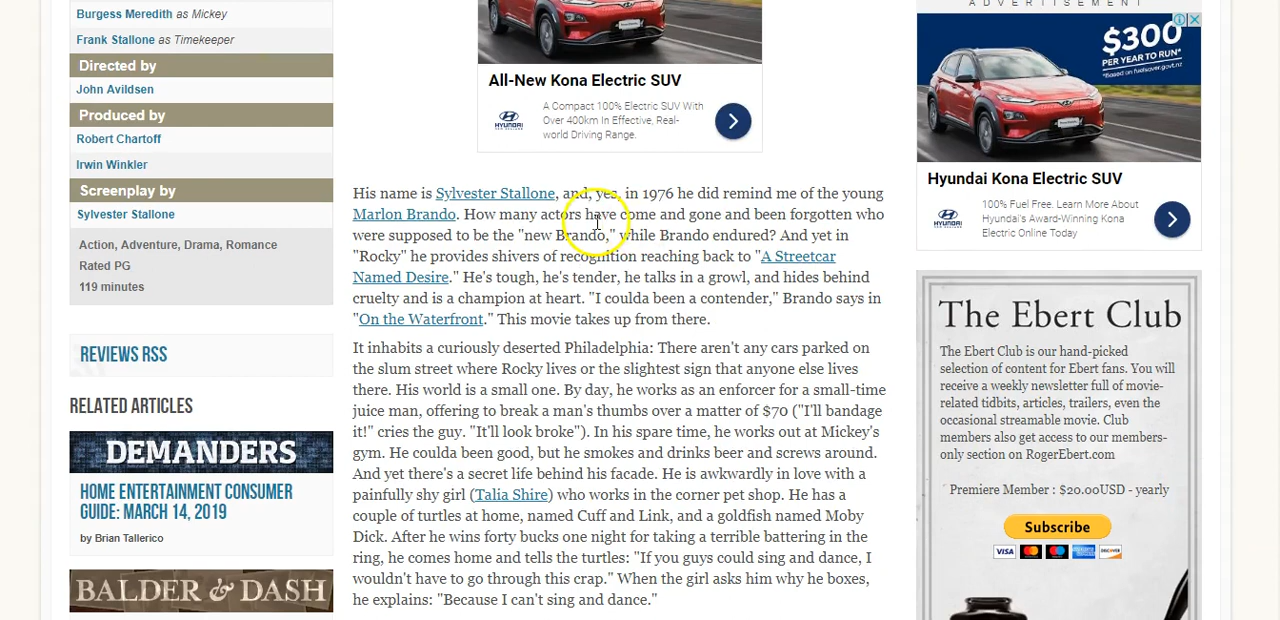 Burgess Meredith as Mickey
Frank Stallone as Timekeeper
Directed by
John Avildsen
Produced by
Robert Chartoff
Irwin Winkler
Screenplay by
Sylvester Stallone
Action, Adventure, Drama, Romance
Rated PG
119 minutes
REVIEWS RSS
RELATED ARTICLES
DEMANDERS
HOME ENTERTAINMENT CONSUMER
GUIDE: MARCH 14, 2019
by Brian Tallerico
BALDER & DASH
All-New Kona Electric SUV
HYUNDAI
A Compact 100% Electric SUV With
Over 400km In Effective, Real-
world Driving Range.
His name is Sylvester Stallone, and, yes, in 1976 he did remind me of the young
Marlon Brando. How many actors have come and gone and been forgotten who
were supposed to be the "new Brando," while Brando endured? And yet in
"Rocky" he provides shivers of recognition reaching back to "A Streetcar
Named Desire." He's tough, he's tender, he talks in a growl, and hides behind
cruelty and is a champion at heart. "I coulda been a contender," Brando says in
"On the Waterfront." This movie takes up from there.
It inhabits a curiously deserted Philadelphia: There aren't any cars parked on
the slum street where Rocky lives or the slightest sign that anyone else lives
there. His world is a small one. By day, he works as an enforcer for a small-time
juice man, offering to break a man's thumbs over a matter of $70 ("I'll bandage
it!" cries the guy. "It'll look broke"). In his spare time, he works out at Mickey's
gym. He coulda been good, but he smokes and drinks beer and screws around.
And yet there's a secret life behind his facade. He is awkwardly in love with a
painfully shy girl (Talia Shire) who works in the corner pet shop. He has a
couple of turtles at home, named Cuff and Link, and a goldfish named Moby
Dick. After he wins forty bucks one night for taking a terrible battering in the
ring, he comes home and tells the turtles: "If you guys could sing and dance, I
wouldn't have to go through this crap." When the girl asks him why he boxes,
he explains: "Because I can't sing and dance."
ADVERTISEMENT
$300
PER YEAR TO RUN*
*Based on fuelsaver.govt.nz
Hyundai Kona Electric SUV
HYUNDAI
100% Fuel Free. Learn More About
Hyundai's Award-Winning Kona
Electric Online Today
The Ebert Club
The Ebert Club is our hand-picked
selection of content for Ebert fans. You will
receive a weekly newsletter full of movie-
related tidbits, articles, trailers, even the
occasional streamable movie. Club
members also get access to our members-
only section on RogerEbert.com
Premiere Member : $20.00USD - yearly
Subscribe
VISA
DISCOVER